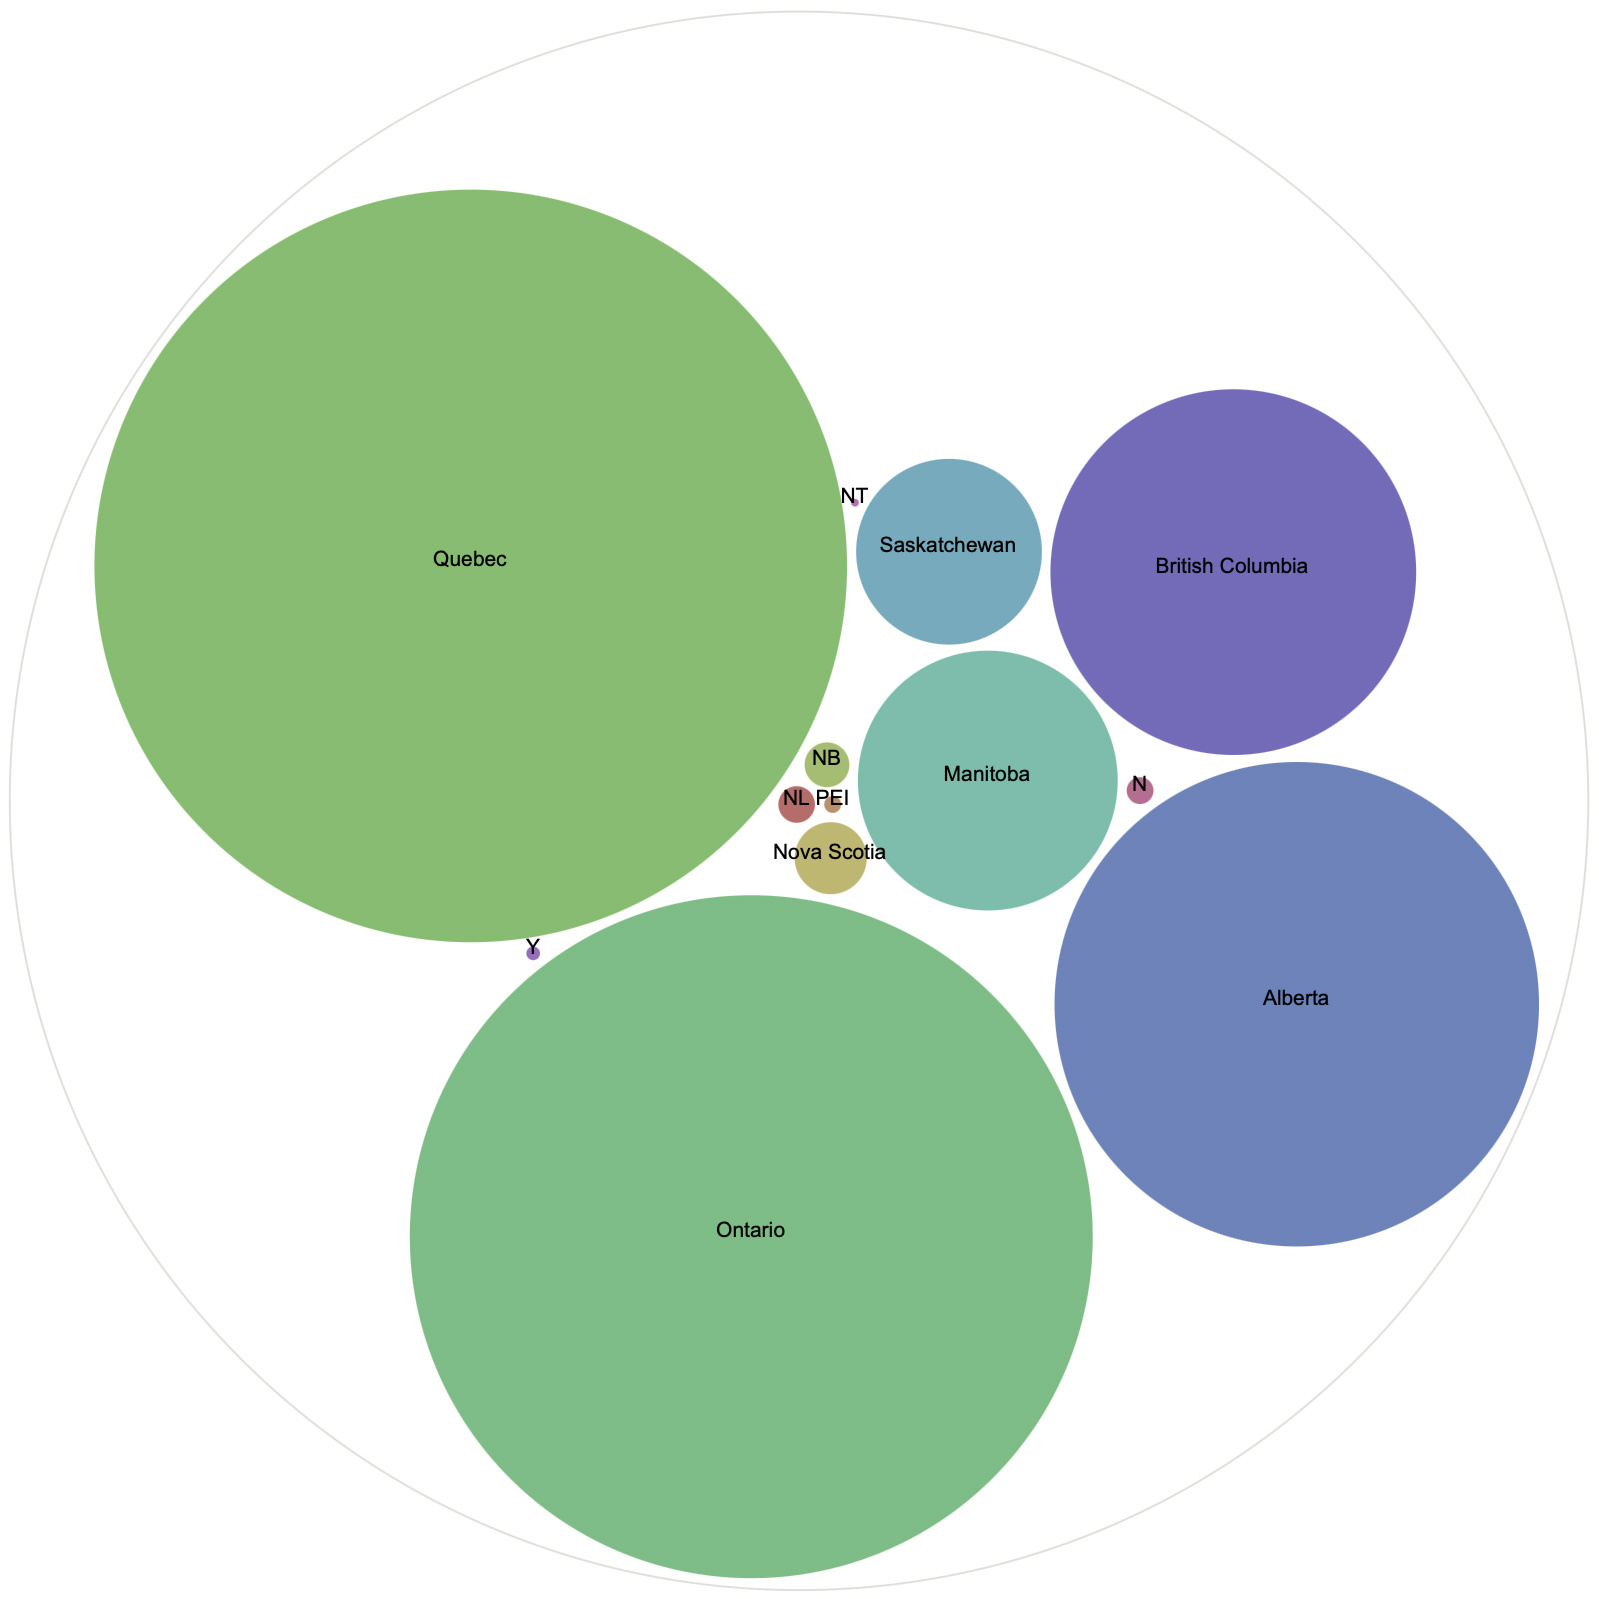 NT
Saskatchewan
Quebec
British Columbia
NB
Manitoba
N
NL
PEI
Nova Scotia
Y
Alberta
Ontario